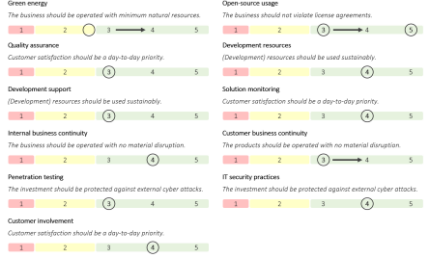 Green energy
The business should be operated with minimum natural resources.
1 2 3 4 5
Quality assurance
Customer satisfaction should be a day-to-day priority.
1 2 3 4 5
Development support
(Development) resources should be used sustainably.
1 2 3 4 5
Internal business continuity
The business should be operated with no material disruption.
1 2 3 4 5
Penetration testing
The investment should be protected against external cyber attacks.
1 2 3 4 5
Customer involvement
Customer satisfaction should be a day-to-day priority.
1 2 3 4 5
Open-source usage
The business should not violate license agreements.
1 2 3 4 5
Development resources
(Development) resources should be used sustainably.
1 2 3 4 5
Solution monitoring
Customer satisfaction should be a day-to-day priority.
1 2 3 4 5
Customer business continuity
The products should be operated with no material disruption.
1 2 3 4 5
IT security practices
The investment should be protected against external cyber attacks.
1 2 3 4 5